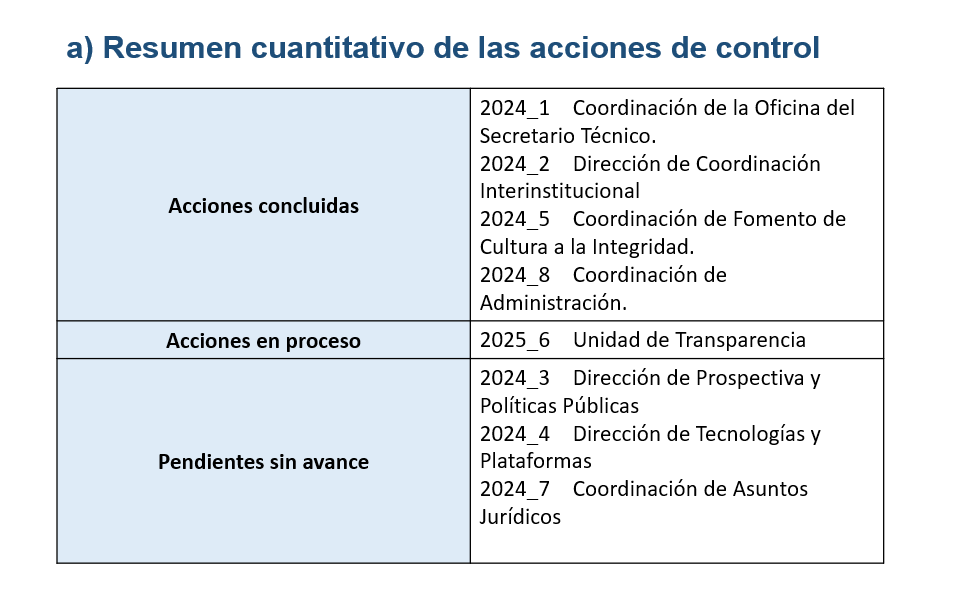 a) Resumen cuantitativo de las acciones de control
Acciones concluidas
2024_1 Coordinación de la Oficina del
Secretario Técnico.
2024_2 Dirección de Coordinación
Interinstitucional
2024_5 Coordinación de Fomento de
Cultura a la Integridad.
2024_8 Coordinación de
Administración.
Acciones en proceso
2025_6 Unidad de Transparencia
Pendientes sin avance
2024_3 Dirección de Prospectiva y
Políticas Públicas
2024_4 Dirección de Tecnologías y
Plataformas
2024_7 Coordinación de Asuntos
Jurídicos